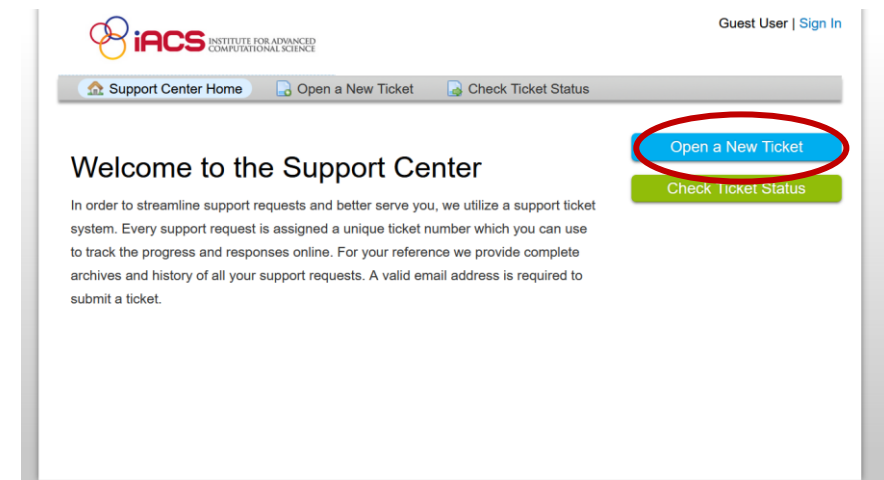 Guest User | Sign In
iACS INSTITUTE FOR ADVANCED
COMPUTATIONAL SCIENCE
Support Center Home Open a New Ticket Check Ticket Status
Open a New Ticket
Check Ticket Status
Welcome to the Support Center
In order to streamline support requests and better serve you, we utilize a support ticket
system. Every support request is assigned a unique ticket number which you can use
to track the progress and responses online. For your reference we provide complete
archives and history of all your support requests. A valid email address is required to
submit a ticket.